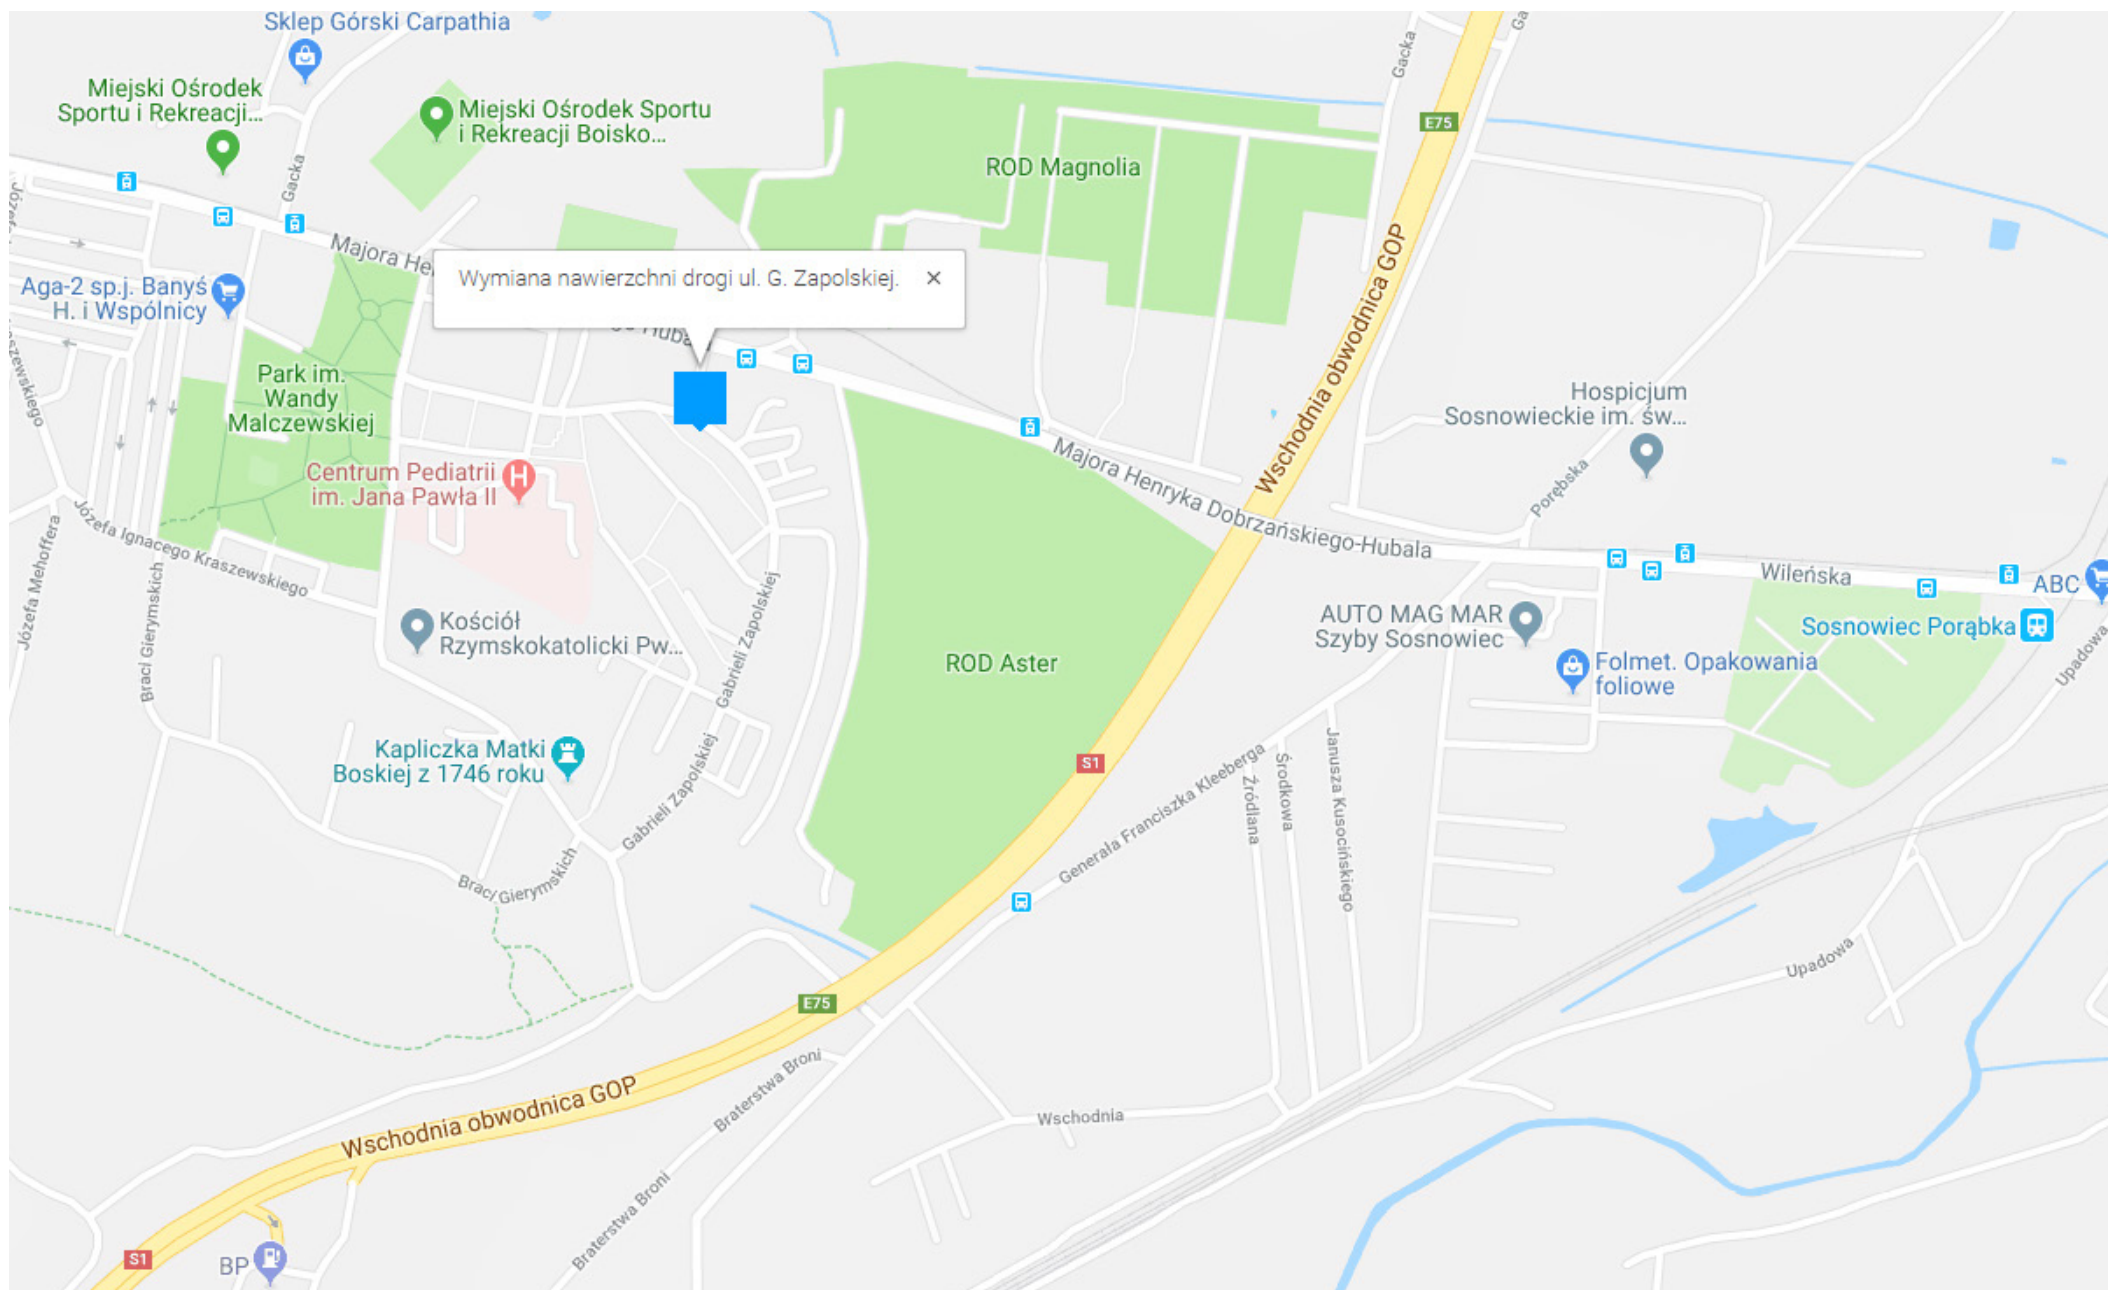 Sklep Górski Carpathia
Miejski Ośrodek
Sportu i Rekreacji...
Miejski Ośrodek Sportu
i Rekreacji Boisko...
Gacka
Gacka
E75
ROD Magnolia
Gacka
Majora He
Wymiana nawierzchni drogi ul. G. Zapolskiej. ×
Aga-2 sp.j. Banyś
H. i Wspólnicy
Park im.
Wandy
Malczewskiej
Wschodnia obwodnica GOP
Hospicjum
Sosnowieckie im. św...
Centrum Pediatrii
im. Jana Pawła II
Majora Henryka Dobrzańskiego-Hubala
Porębska
Józefa Ignacego Kraszewskiego
Józefa Mehoffera
Braci Gierymskich
Wileńska
ABC
Sosnowiec Porąbka
Upadowa
Kościół
Rzymskokatolicki Pw...
Gabrieli Zapolskiej
ROD Aster
AUTO MAG MAR
Szyby Sosnowiec
Folmet. Opakowania
foliowe
Kapliczka Matki
Boskiej z 1746 roku
Gabrieli Zapolskiej
S1
Generała Franciszka Kleeberga
Źródlana
Środkowa
Janusza Kusocińskiego
Braci Gierymskich
Upadowa
E75
Wschodnia obwodnica GOP
Braterstwa Broni
Wschodnia
Braterstwa Broni
S1
BP